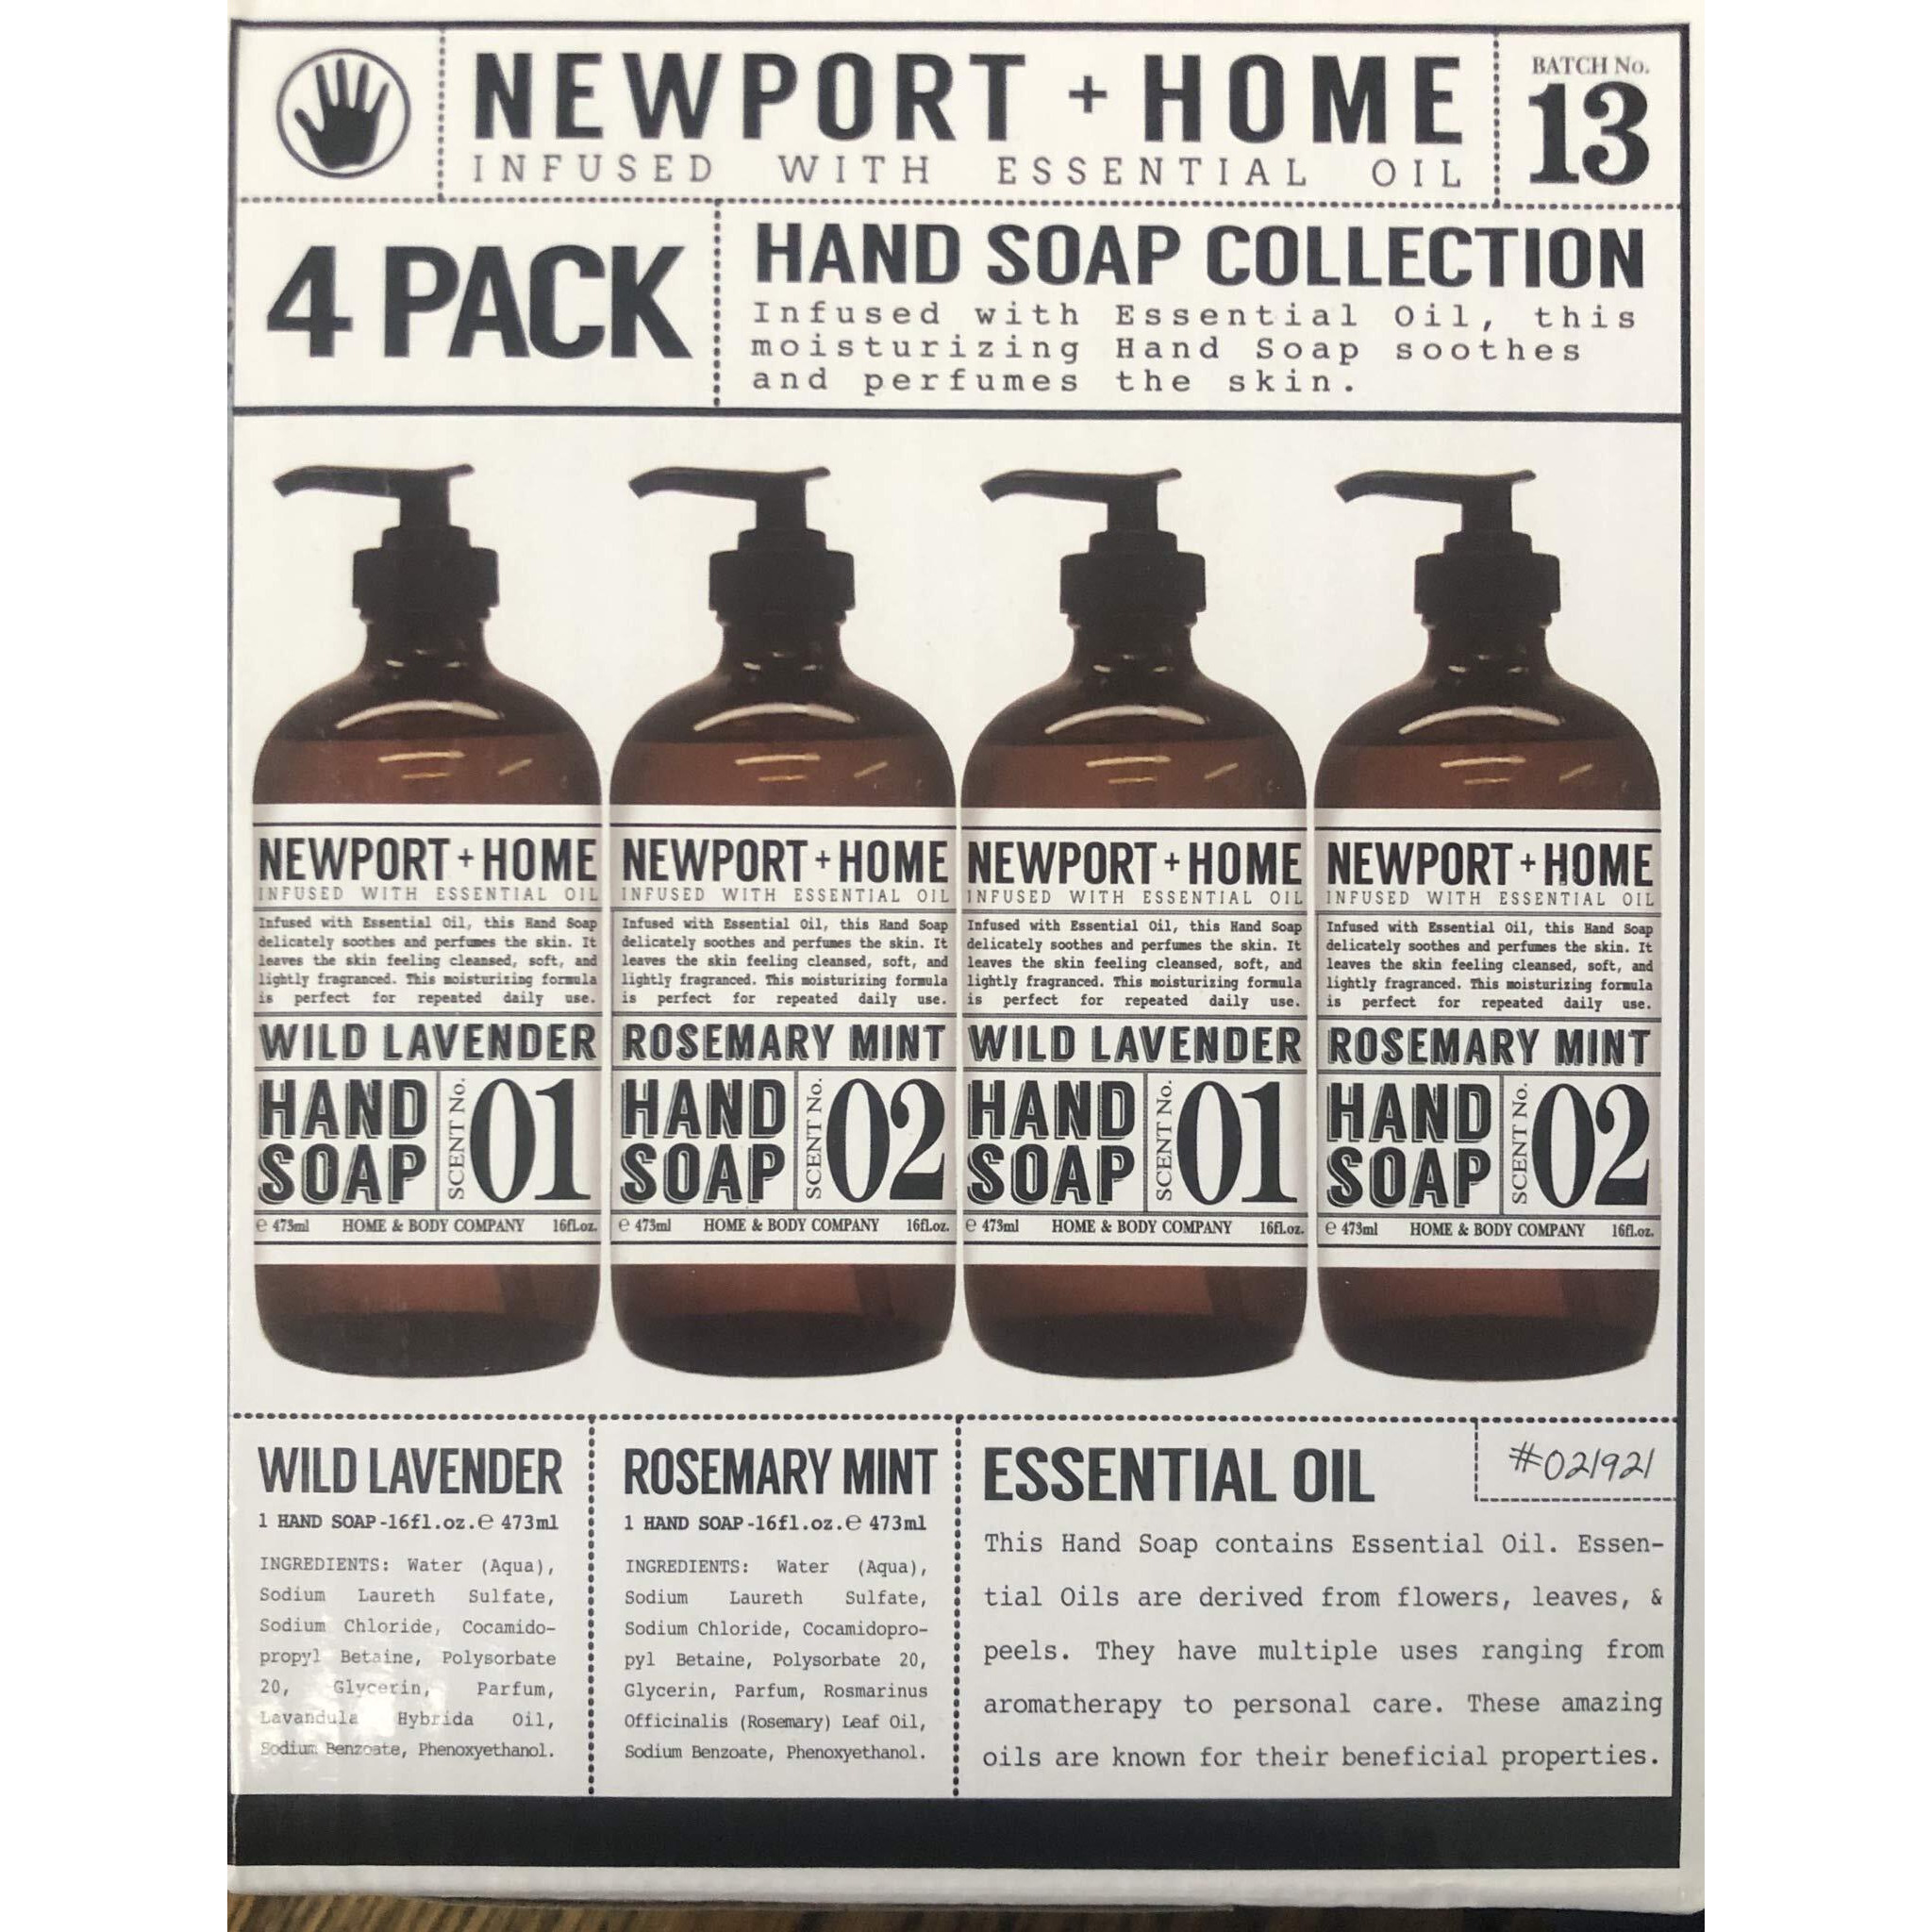 NEWPORT + HOME
INFUSED WITH ESSENTIAL OIL
BATCH No.
13
4 PACK
HAND SOAP COLLECTION
Infused with Essential Oil, this
moisturizing Hand Soap soothes
and perfumes the skin.
NEWPORT + HOME
INFUSED WITH ESSENTIAL OIL
Infused with Essential Oil, this Hand Soap
delicately soothes and perfumes the skin. It
leaves the skin feeling cleansed, soft, and
lightly fragranced. This moisturizing formula
is perfect for repeated daily use.
WILD LAVENDER
HAND
SOAP
SCENT No.
01
℮ 473ml HOME & BODY COMPANY 16fl.oz.
NEWPORT + HOME
INFUSED WITH ESSENTIAL OIL
Infused with Essential Oil, this Hand Soap
delicately soothes and perfumes the skin. It
leaves the skin feeling cleansed, soft, and
lightly fragranced. This moisturizing formula
is perfect for repeated daily use.
ROSEMARY MINT
HAND
SOAP
SCENT No.
02
℮ 473ml HOME & BODY COMPANY 16fl.oz.
NEWPORT + HOME
INFUSED WITH ESSENTIAL OIL
Infused with Essential Oil, this Hand Soap
delicately soothes and perfumes the skin. It
leaves the skin feeling cleansed, soft, and
lightly fragranced. This moisturizing formula
is perfect for repeated daily use.
WILD LAVENDER
HAND
SOAP
SCENT No.
01
℮ 473ml HOME & BODY COMPANY 16fl.oz.
NEWPORT + HOME
INFUSED WITH ESSENTIAL OIL
Infused with Essential Oil, this Hand Soap
delicately soothes and perfumes the skin. It
leaves the skin feeling cleansed, soft, and
lightly fragranced. This moisturizing formula
is perfect for repeated daily use.
ROSEMARY MINT
HAND
SOAP
SCENT No.
02
℮ 473ml HOME & BODY COMPANY 16fl.oz.
WILD LAVENDER
1 HAND SOAP-16fl.oz.℮ 473ml
INGREDIENTS: Water (Aqua),
Sodium Laureth Sulfate,
Sodium Chloride, Cocamido-
propyl Betaine, Polysorbate
20, Glycerin, Parfum,
Lavandula Hybrida Oil,
Sodium Benzoate, Phenoxyethanol.
ROSEMARY MINT
1 HAND SOAP-16fl.oz.℮ 473ml
INGREDIENTS: Water (Aqua),
Sodium Laureth Sulfate,
Sodium Chloride, Cocamidopro-
pyl Betaine, Polysorbate 20,
Glycerin, Parfum, Rosmarinus
Officinalis (Rosemary) Leaf Oil,
Sodium Benzoate, Phenoxyethanol.
ESSENTIAL OIL
#021921
This Hand Soap contains Essential Oil. Essen-
tial Oils are derived from flowers, leaves, &
peels. They have multiple uses ranging from
aromatherapy to personal care. These amazing
oils are known for their beneficial properties.